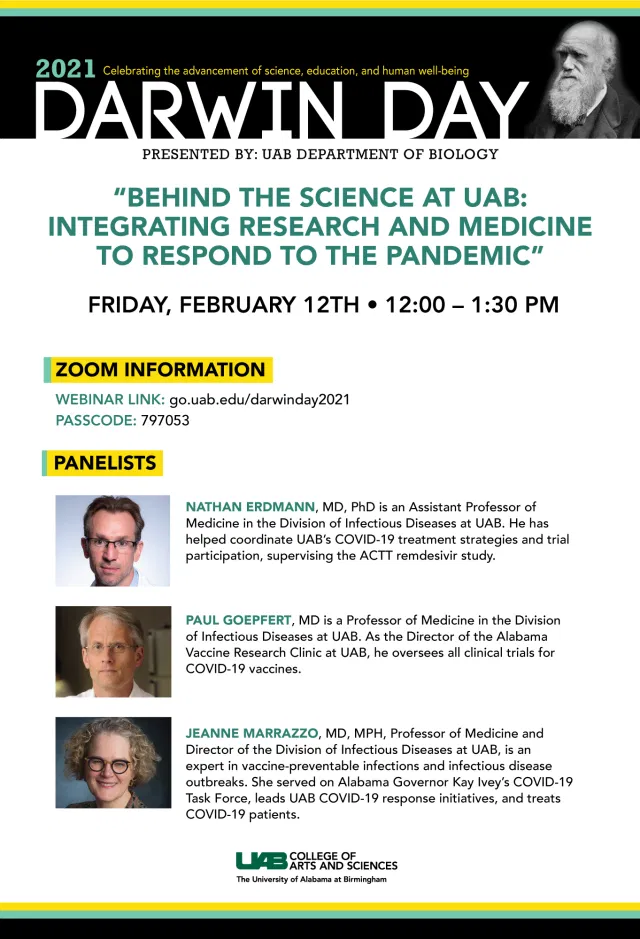 2021 Celebrating the advancement of science, education, and human well-being
DARWIN DAY
PRESENTED BY: UAB DEPARTMENT OF BIOLOGY
“BEHIND THE SCIENCE AT UAB:
INTEGRATING RESEARCH AND MEDICINE
TO RESPOND TO THE PANDEMIC”
FRIDAY, FEBRUARY 12TH • 12:00 – 1:30 PM
ZOOM INFORMATION
WEBINAR LINK: go.uab.edu/darwinday2021
PASSCODE: 797053
PANELISTS
NATHAN ERDMANN, MD, PhD is an Assistant Professor of
Medicine in the Division of Infectious Diseases at UAB. He has
helped coordinate UAB’s COVID-19 treatment strategies and trial
participation, supervising the ACTT remdesivir study.
PAUL GOEPFERT, MD is a Professor of Medicine in the Division
of Infectious Diseases at UAB. As the Director of the Alabama
Vaccine Research Clinic at UAB, he oversees all clinical trials for
COVID-19 vaccines.
JEANNE MARRAZZO, MD, MPH, Professor of Medicine and
Director of the Division of Infectious Diseases at UAB, is an
expert in vaccine-preventable infections and infectious disease
outbreaks. She served on Alabama Governor Kay Ivey’s COVID-19
Task Force, leads UAB COVID-19 response initiatives, and treats
COVID-19 patients.
UAB COLLEGE OF
ARTS AND SCIENCES
The University of Alabama at Birmingham